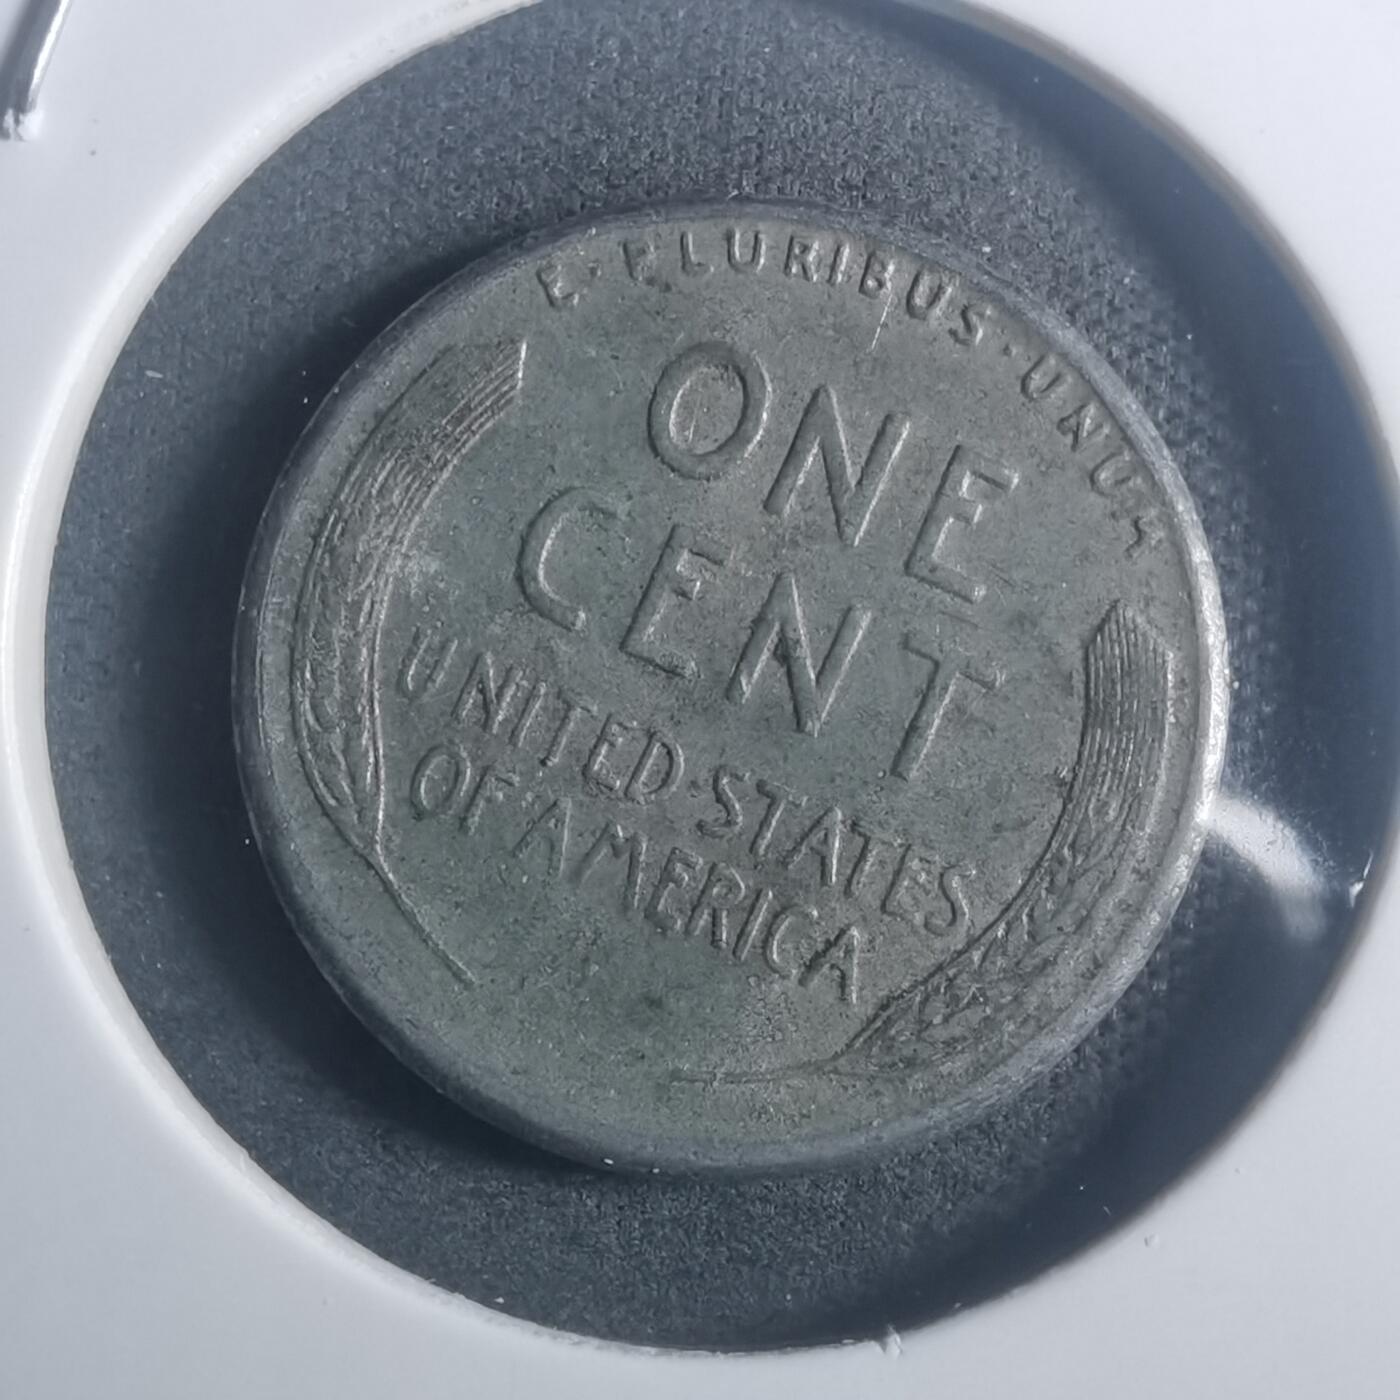 E·PLURIBUS·UNUM
ONE
CENT
UNITED·STATES
OF AMERICA